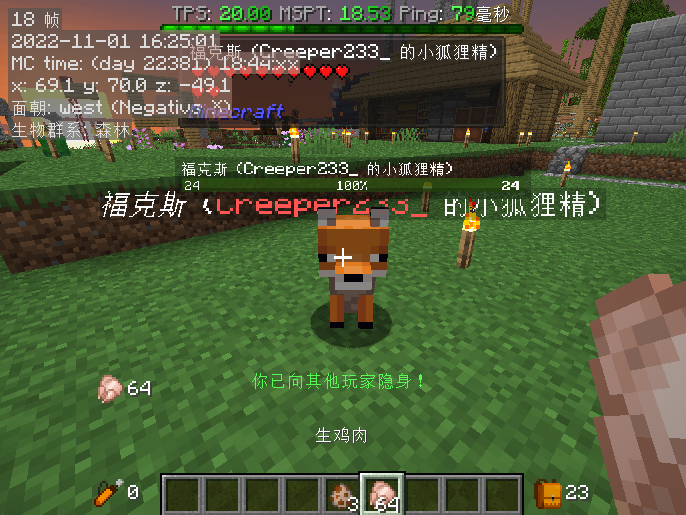 TPS: 20.00 MSPT: 18.53 Ping: 79毫秒
18 帧
2022-11-01 16:25:01
福克斯 (Creeper233_ 的小狐狸精)
MC time: (day 22381) 18:44:xx
x: 69.1 y: 70.0 z: -49.1
面朝: west (Negative X)
Minecraft
生物群系: 森林
福克斯 (Creeper233_ 的小狐狸精)
24 100% 24
福克斯 (Creeper233_ 的小狐狸精)
64
你已向其他玩家隐身!
生鸡肉
0
3
64
23